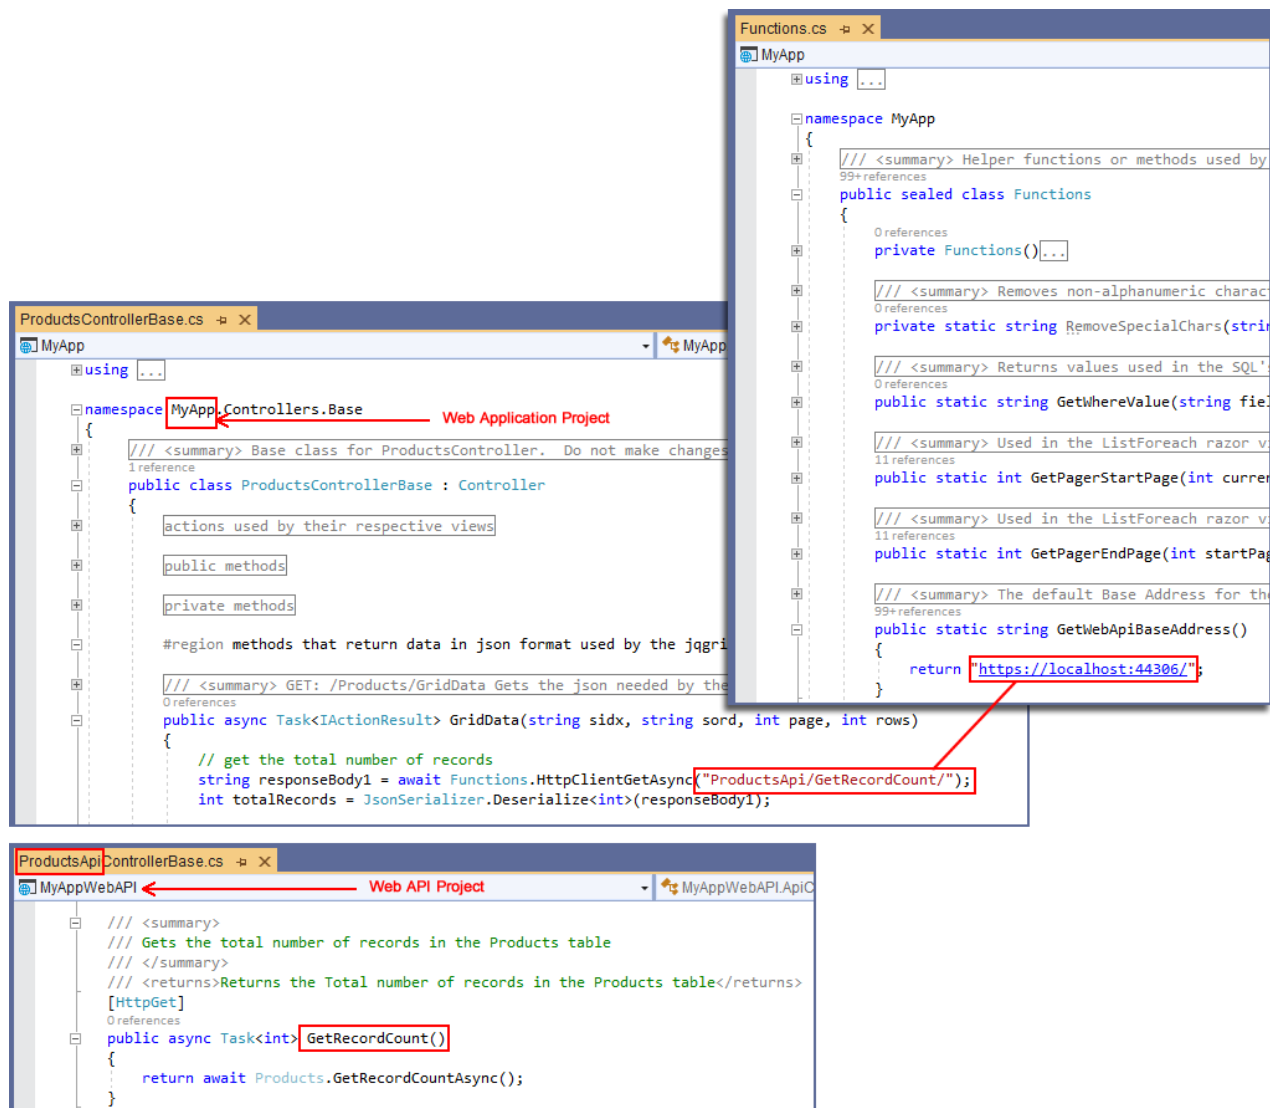 Functions.cs
MyApp
using ...
namespace MyApp
{
/// <summary> Helper functions or methods used by
99+references
public sealed class Functions
{
0 references
private Functions()...
/// <summary> Removes non-alphanumeric charac
0 references
private static string RemoveSpecialChars(strin
/// <summary> Returns values used in the SQL'
0 references
public static string GetWhereValue(string fiel
/// <summary> Used in the ListForeach razor v
11 references
public static int GetPagerStartPage(int curren
/// <summary> Used in the ListForeach razor v
11 references
public static int GetPagerEndPage(int startPag
/// <summary> The default Base Address for the
99+references
public static string GetWebApiBaseAddress()
{
return "https://localhost:44306/";
}
ProductsControllerBase.cs
MyApp
MyApp
using ...
namespace MyApp.Controllers.Base
Web Application Project
{
/// <summary> Base class for ProductsController.  Do not make changes
1 reference
public class ProductsControllerBase : Controller
{
actions used by their respective views
public methods
private methods
#region methods that return data in json format used by the jqgri
/// <summary> GET: /Products/GridData Gets the json needed by the
0 references
public async Task<IActionResult> GridData(string sidx, string sord, int page, int rows)
{
// get the total number of records
string responseBody1 = await Functions.HttpClientGetAsync("ProductsApi/GetRecordCount/");
int totalRecords = JsonSerializer.Deserialize<int>(responseBody1);
ProductsApiControllerBase.cs
MyAppWebAPI
Web API Project
MyAppWebAPI.ApiC
/// <summary>
/// Gets the total number of records in the Products table
/// </summary>
/// <returns>Returns the Total number of records in the Products table</returns>
[HttpGet]
0 references
public async Task<int> GetRecordCount()
{
return await Products.GetRecordCountAsync();
}